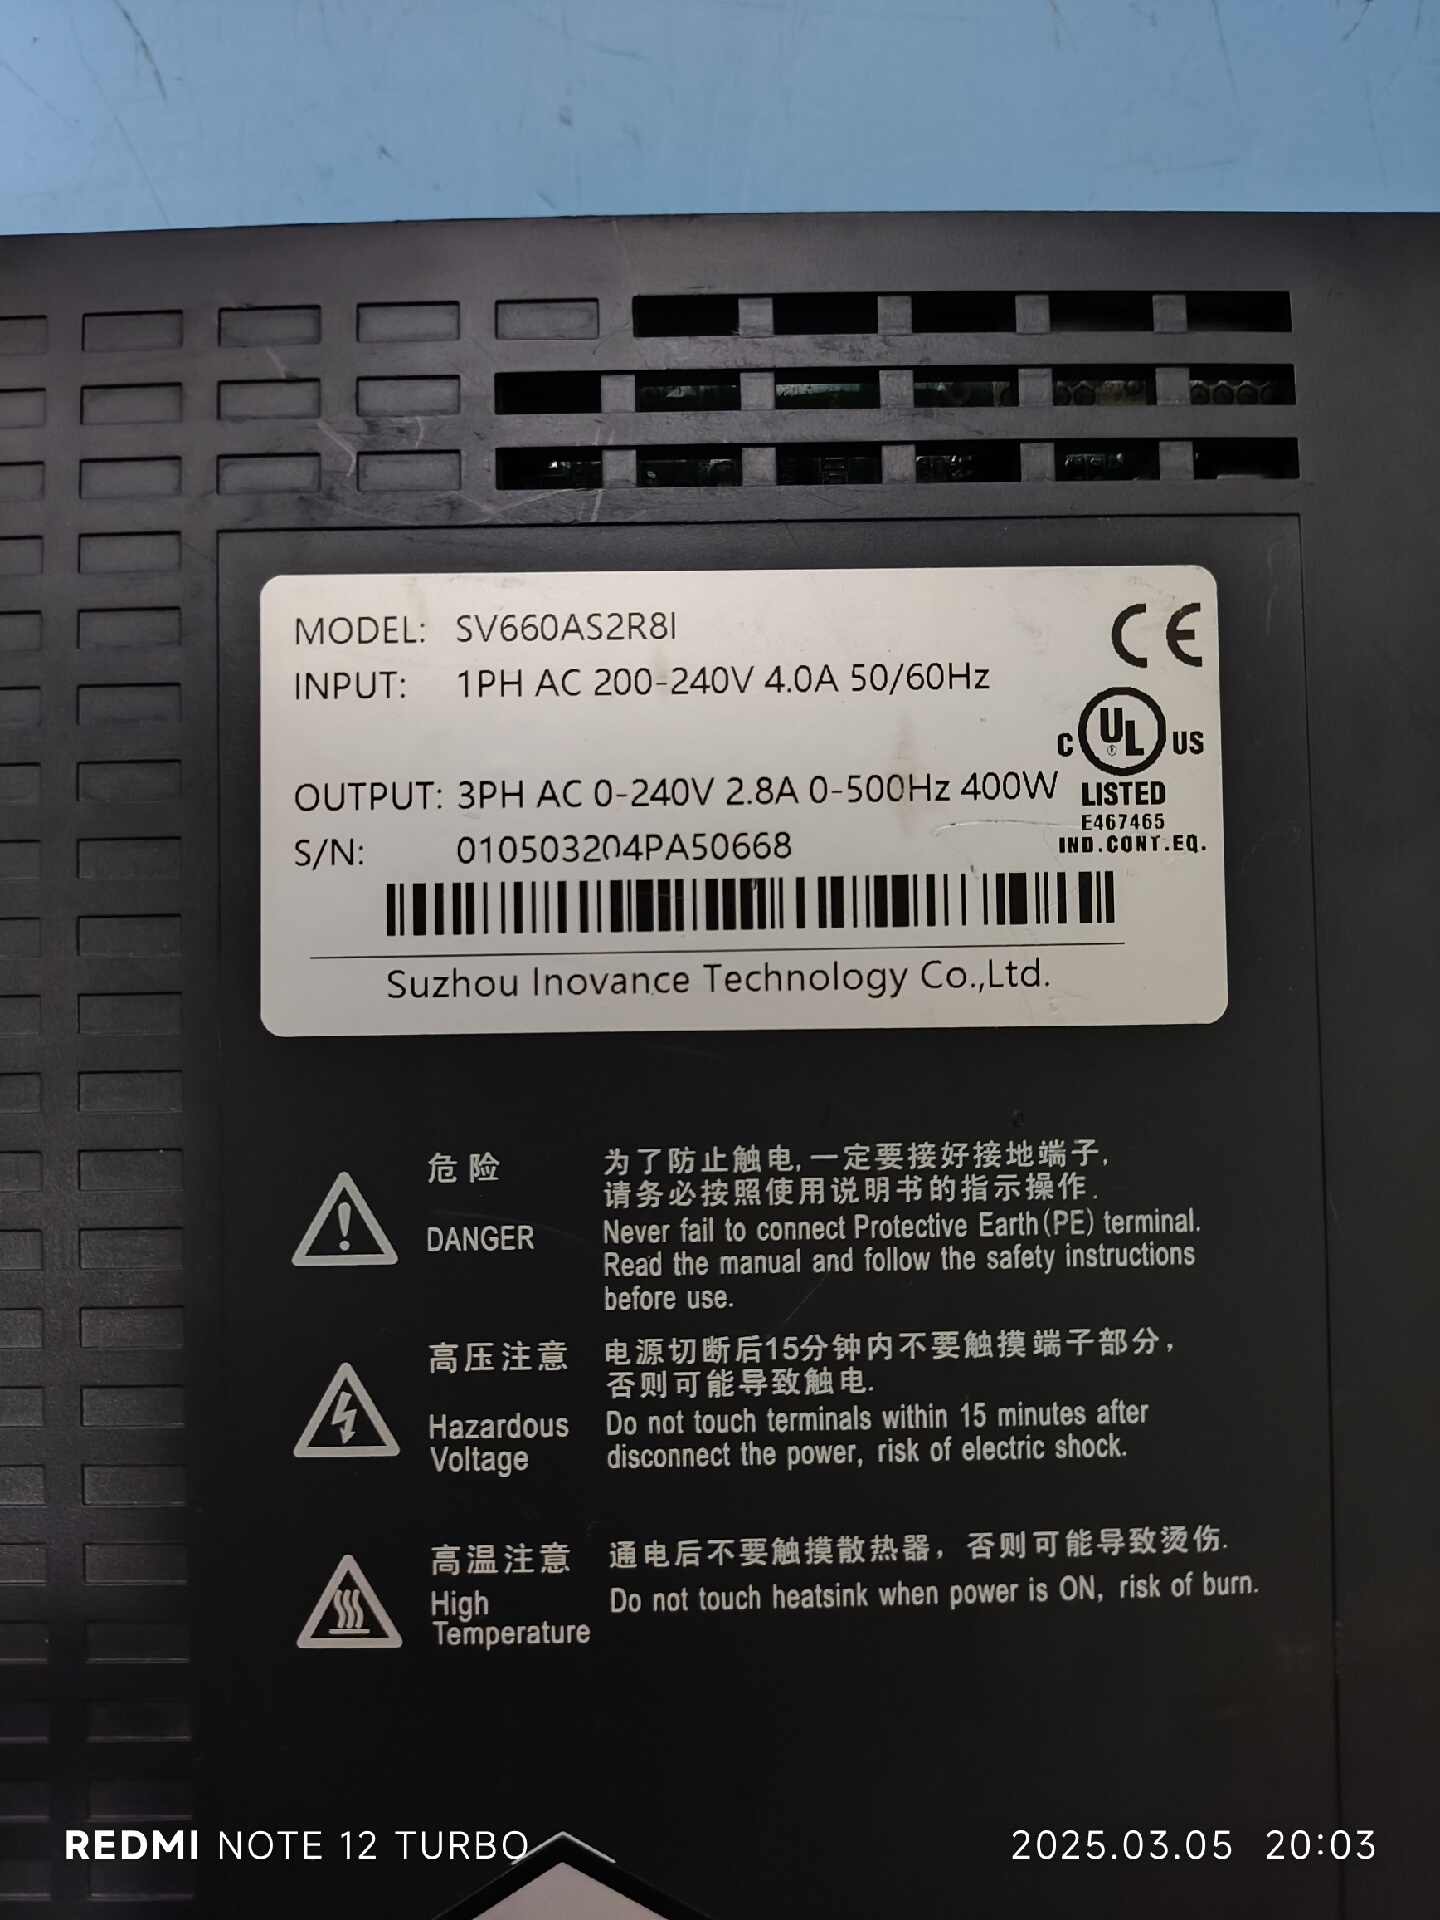 MODEL: SV660AS2R8I
INPUT: 1PH AC 200-240V 4.0A 50/60Hz
OUTPUT: 3PH AC 0-240V 2.8A 0-500Hz 400W
S/N: 010503204PA50668
CE
C UL US
LISTED
E467465
IND.CONT.EQ.
Suzhou Inovance Technology Co.,Ltd.
危险 为了防止触电,一定要接好接地端子,
请务必按照使用说明书的指示操作.
DANGER Never fail to connect Protective Earth(PE) terminal.
Read the manual and follow the safety instructions
before use.
高压注意 电源切断后15分钟内不要触摸端子部分，
否则可能导致触电.
Hazardous Do not touch terminals within 15 minutes after
Voltage disconnect the power, risk of electric shock.
高温注意 通电后不要触摸散热器，否则可能导致烫伤.
High Do not touch heatsink when power is ON, risk of burn.
Temperature
REDMI NOTE 12 TURBO 2025.03.05 20:03